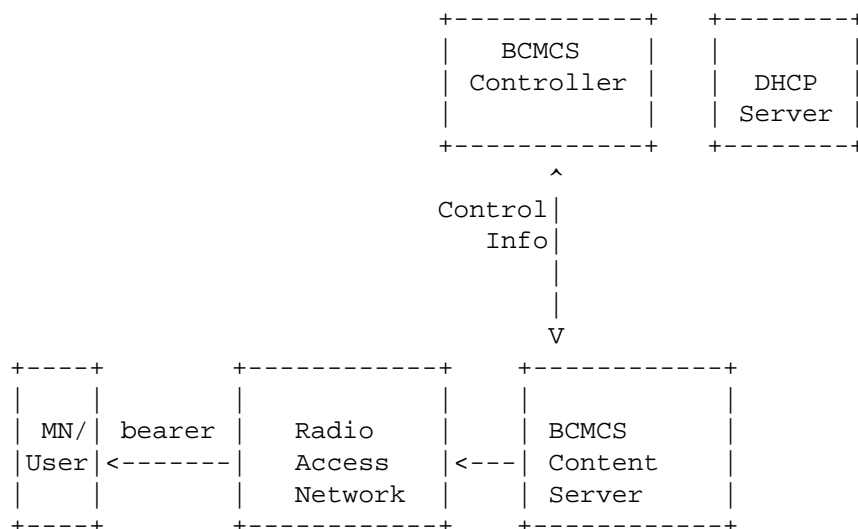 BCMCS
Controller DHCP
Server
Control
Info
MN/ bearer Radio BCMCS
User Access Content
Network Server